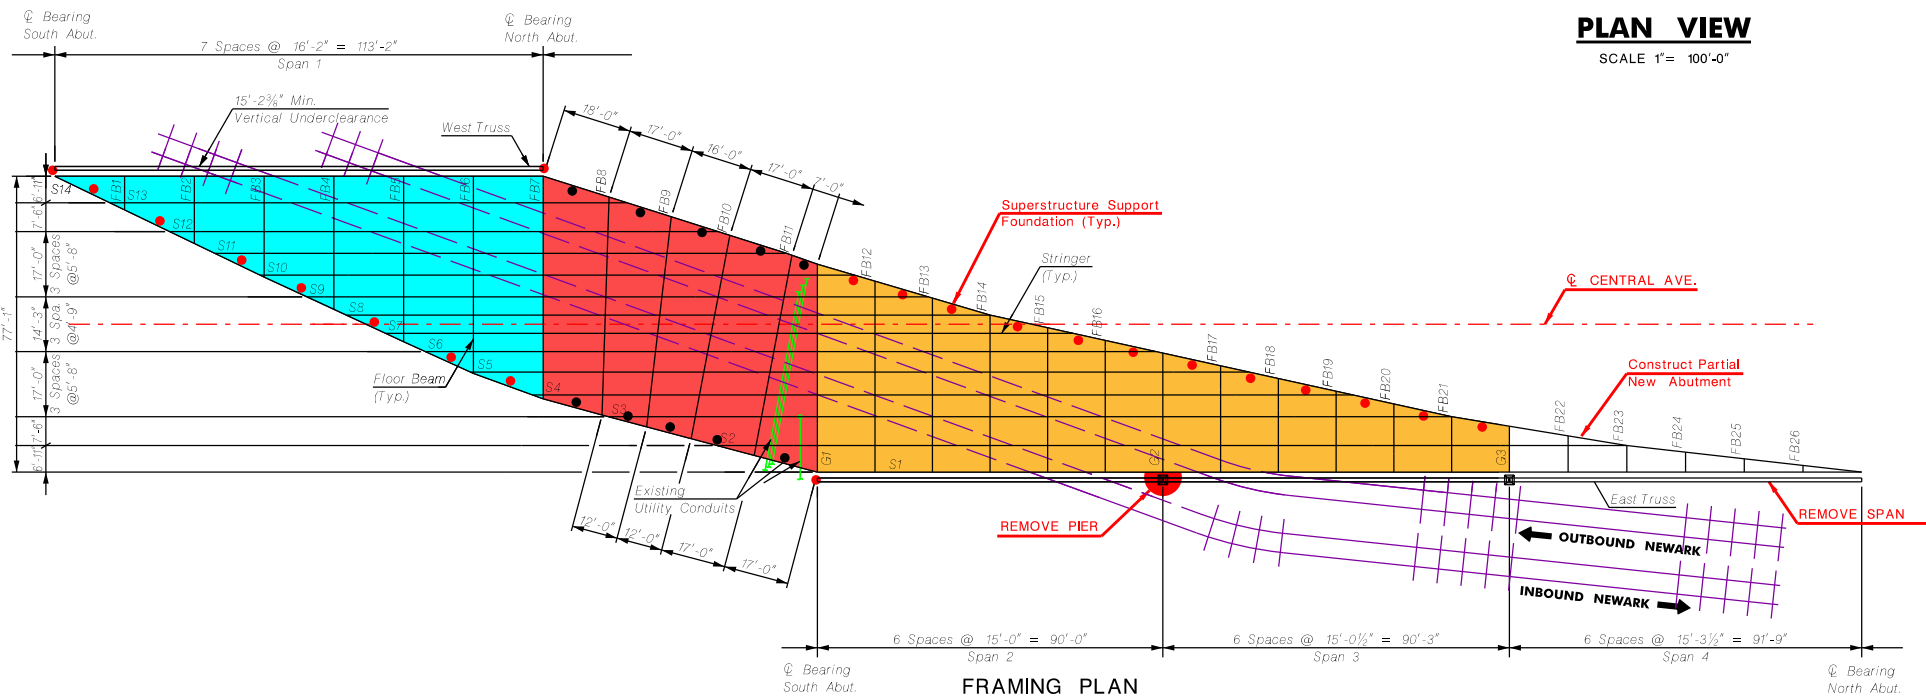 ℄ Bearing
South Abut.
℄ Bearing
North Abut.
7 Spaces @ 16'-2" = 113'-2"
Span 1
PLAN VIEW
SCALE 1"= 100'-0"
15'-2⅜" Min.
Vertical Underclearance
West Truss
18'-0"
17'-0"
16'-0"
17'-0"
7'-0"
S14
FB1
S13
FB2
FB3
FB4
FB5
FB6
FB7
FB8
FB9
FB10
FB11
FB12
FB13
FB14
FB15
FB16
FB17
FB18
FB19
FB20
FB21
FB22
FB23
FB24
FB25
FB26
S12
S11
S10
S9
S8
S7
S6
S5
S4
S3
S2
S1
G1
G2
G3
77'-1"
6'-11"
7'-6"
17'-0"
3 Spaces
@5'-8"
14'-3"
3 Spa.
@4'-9"
17'-0"
3 Spaces
@5'-8"
7'-6"
6'-11"
Superstructure Support
Foundation (Typ.)
Stringer
(Typ.)
℄ CENTRAL AVE.
Floor Beam
(Typ.)
Construct Partial
New Abutment
Existing
Utility Conduits
12'-0"
12'-0"
17'-0"
17'-0"
REMOVE PIER
East Truss
REMOVE SPAN
OUTBOUND NEWARK
INBOUND NEWARK
6 Spaces @ 15'-0" = 90'-0"
Span 2
6 Spaces @ 15'-0½" = 90'-3"
Span 3
6 Spaces @ 15'-3½" = 91'-9"
Span 4
℄ Bearing
South Abut.
FRAMING PLAN
℄ Bearing
North Abut.